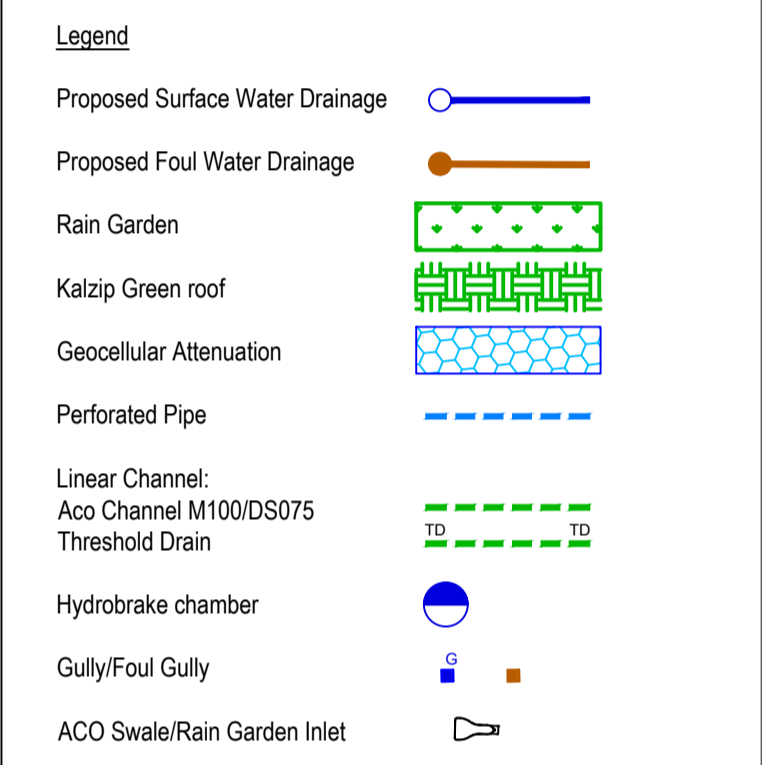 Legend
Proposed Surface Water Drainage
Proposed Foul Water Drainage
Rain Garden
Kalzip Green roof
Geocellular Attenuation
Perforated Pipe
Linear Channel:
Aco Channel M100/DS075
Threshold Drain TD TD
Hydrobrake chamber
Gully/Foul Gully G
ACO Swale/Rain Garden Inlet